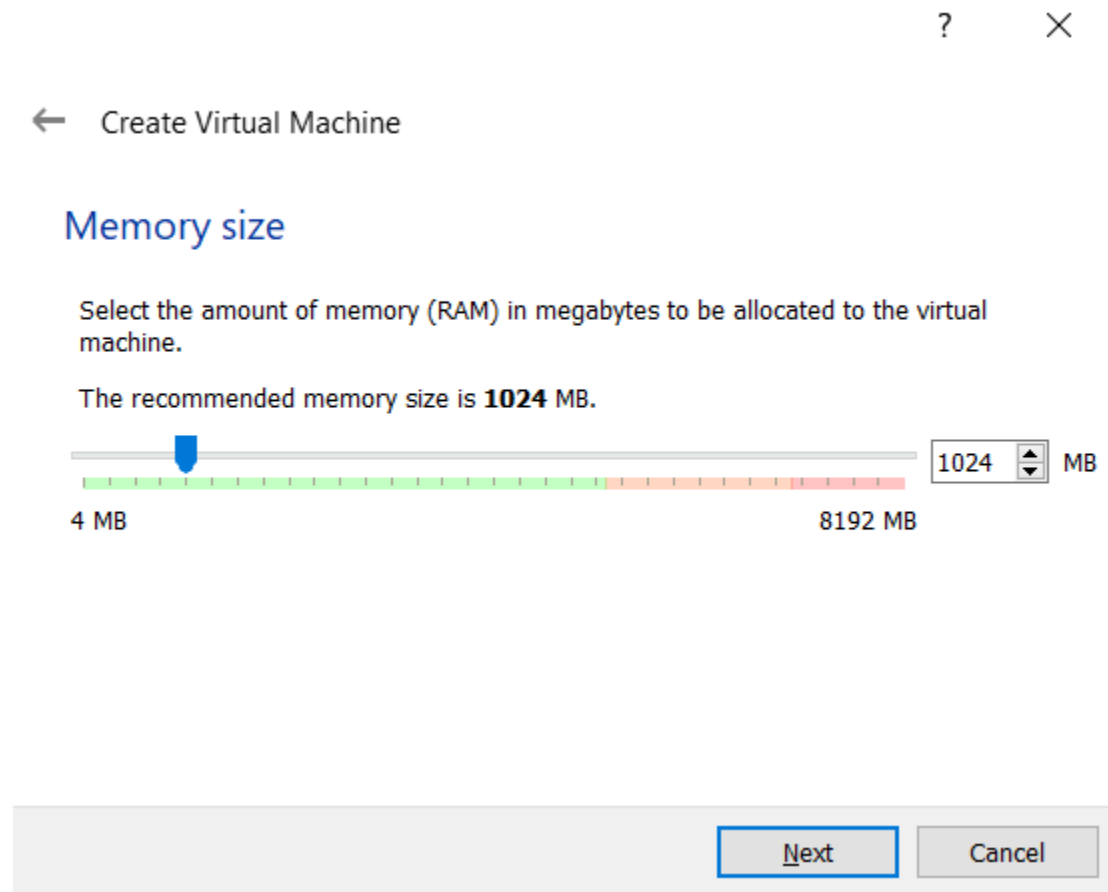 ?
Create Virtual Machine
Memory size
Select the amount of memory (RAM) in megabytes to be allocated to the virtual
machine.
The recommended memory size is 1024 MB.
1024 MB
4 MB 8192 MB
Next Cancel